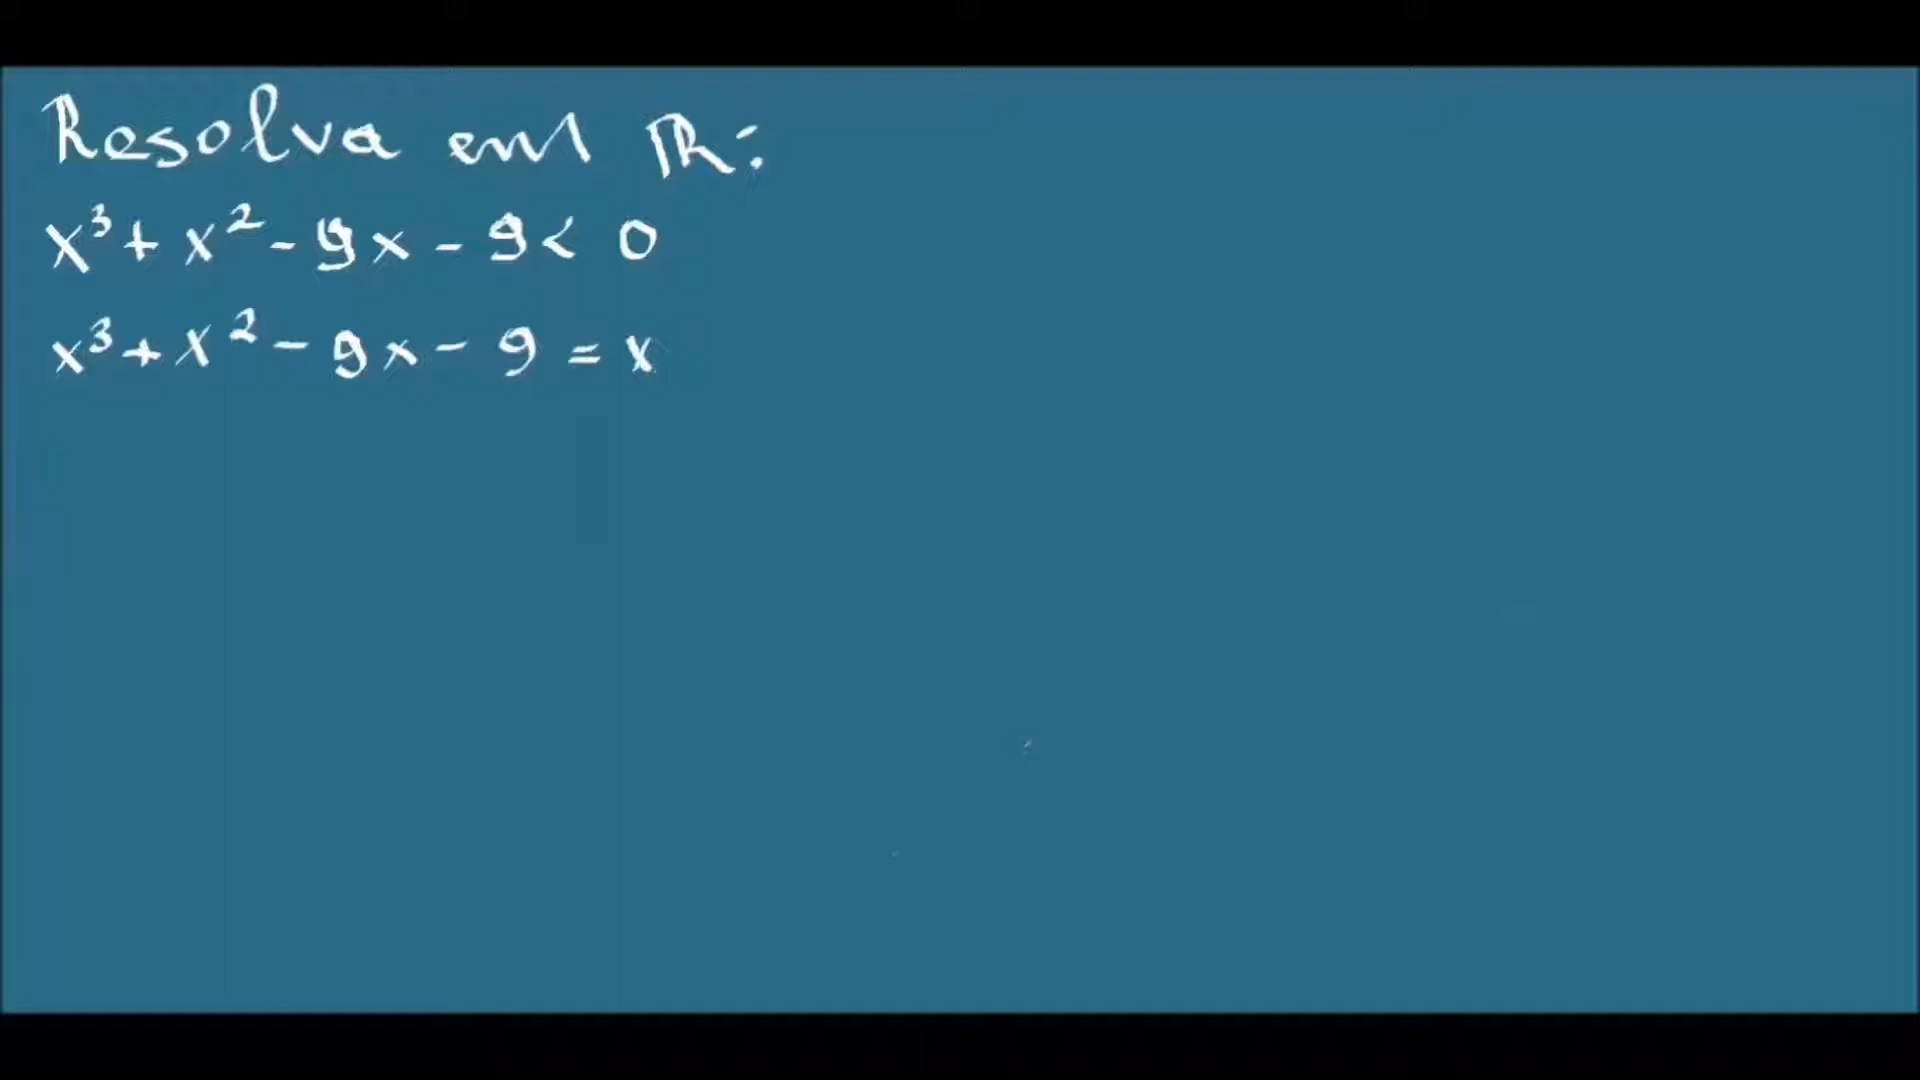 Resolva em ℝ:
x³ + x² - 9x - 9 < 0
x³ + x² - 9x - 9 = x